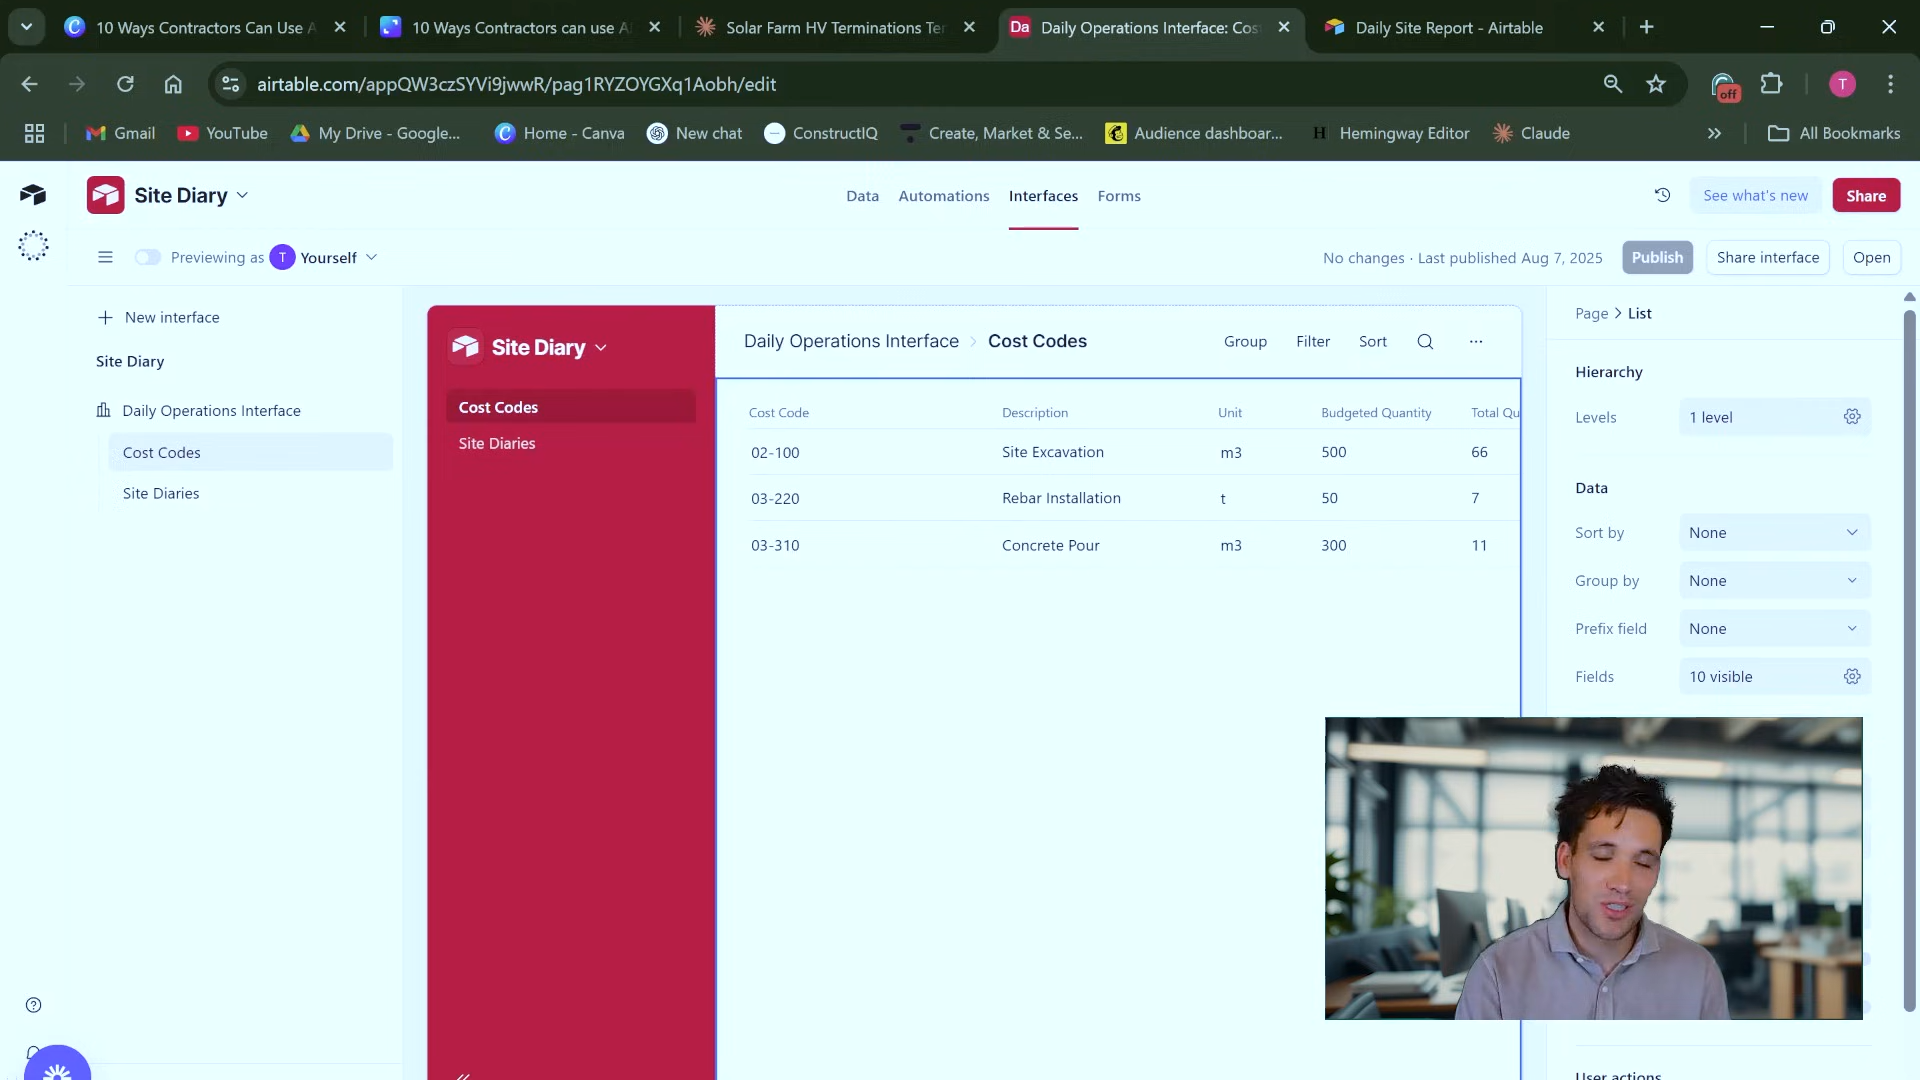 10 Ways Contractors Can Use A
10 Ways Contractors can use A
Solar Farm HV Terminations Ter
Da
Daily Operations Interface: Cos
Daily Site Report - Airtable
airtable.com/appQW3czSYVi9jwwR/pag1RYZOYGXq1Aobh/edit
off
T
Gmail
YouTube
My Drive - Google...
Home - Canva
New chat
ConstructIQ
Create, Market & Se...
Audience dashboar...
Hemingway Editor
Claude
All Bookmarks
Site Diary
Data
Automations
Interfaces
Forms
See what's new
Share
Previewing as
T
Yourself
No changes · Last published Aug 7, 2025
Publish
Share interface
Open
New interface
Site Diary
Daily Operations Interface
Cost Codes
Site Diaries
Site Diary
Cost Codes
Site Diaries
Daily Operations Interface > Cost Codes
Group
Filter
Sort
Cost Code Description Unit Budgeted Quantity Total Qu
02-100 Site Excavation m3 500 66
03-220 Rebar Installation t 50 7
03-310 Concrete Pour m3 300 11
Page > List
Hierarchy
Levels 1 level
Data
Sort by None
Group by None
Prefix field None
Fields 10 visible
User actions